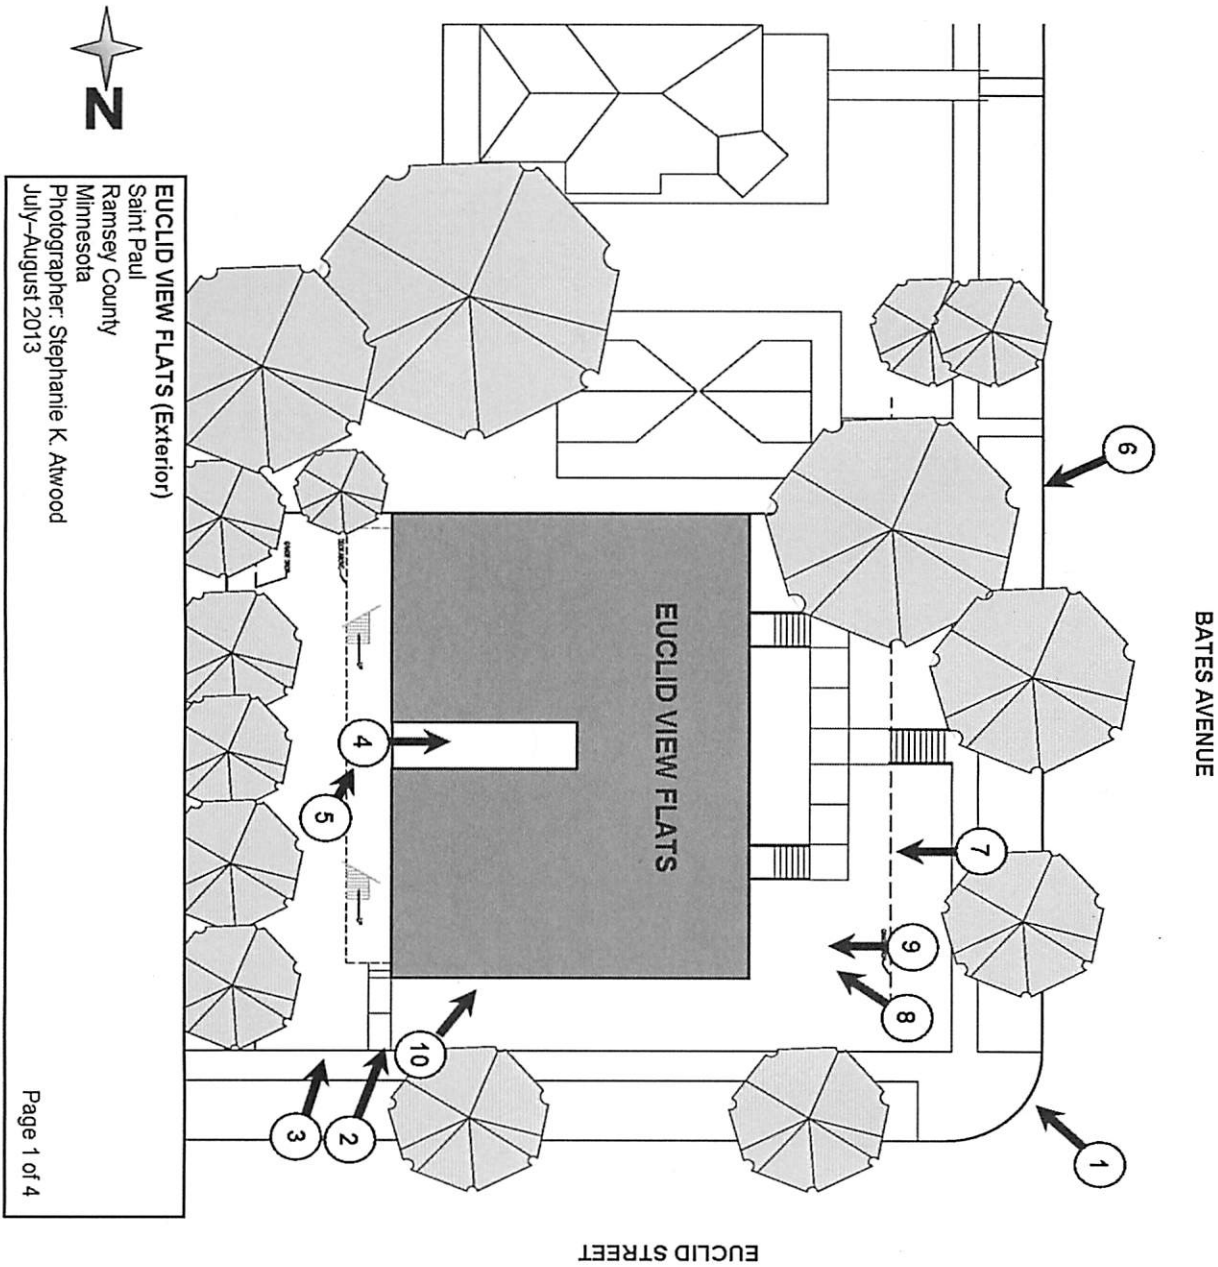 BATES AVENUE
EUCLID STREET
EUCLID VIEW FLATS
1
2
3
4
5
6
7
8
9
10
N
EUCLID VIEW FLATS (Exterior)
Saint Paul
Ramsey County
Minnesota
Photographer: Stephanie K. Atwood
July–August 2013
Page 1 of 4